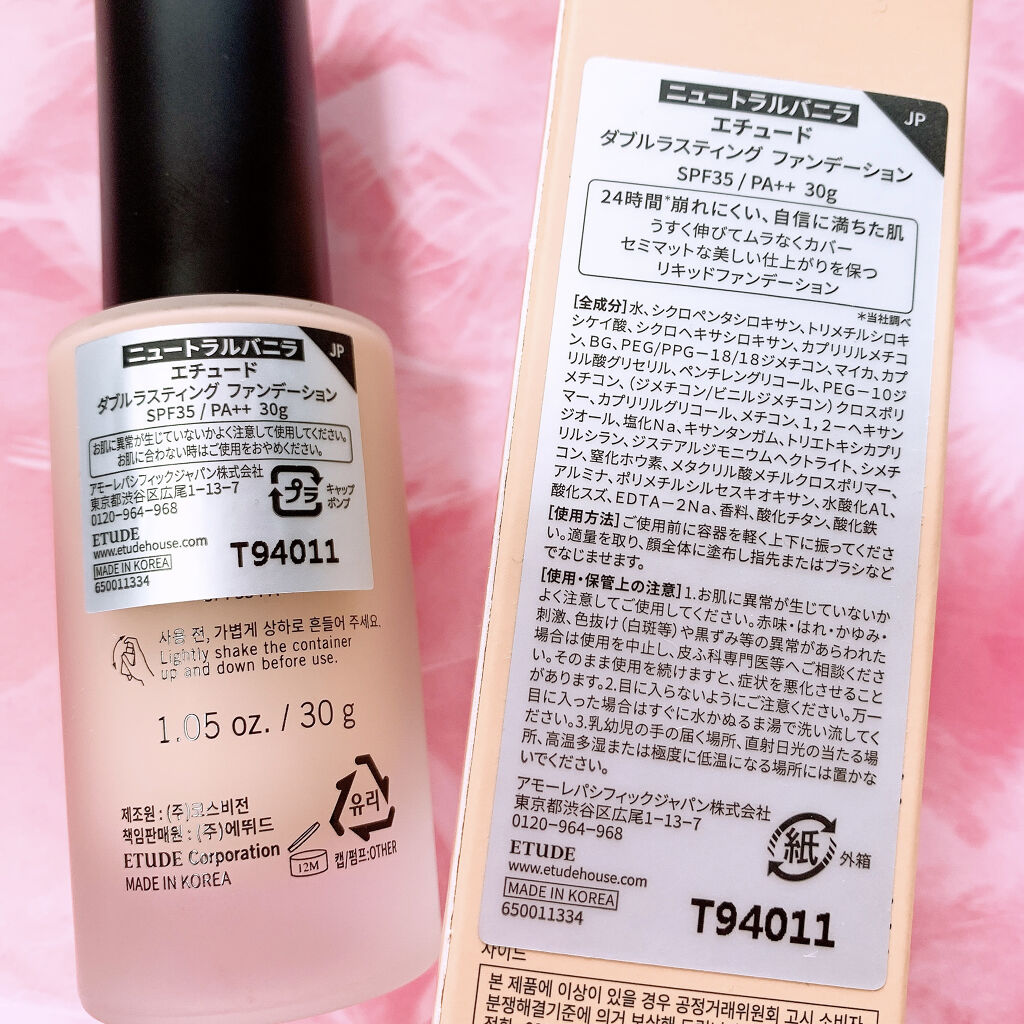 ニュートラルバニラ
JP
エチュード
ダブルラスティング ファンデーション
SPF35 / PA++ 30g
お肌に異常が生じていないかよく注意して使用してください。
お肌に合わない時はご使用をおやめください。
アモーレパシフィックジャパン株式会社
東京都渋谷区広尾1-13-7
0120-964-968
プラ
キャップ
ポンプ
ETUDE
www.etudehouse.com
MADE IN KOREA
650011334
T94011
사용 전, 가볍게 상하로 흔들어 주세요.
Lightly shake the container
up and down before use.
1.05 oz. / 30 g
제조원 : (주)코스비전
책임판매원 : (주)에뛰드
ETUDE Corporation
MADE IN KOREA
유리
12M
캡/펌프:OTHER
ニュートラルバニラ
JP
エチュード
ダブルラスティング ファンデーション
SPF35 / PA++ 30g
24時間*崩れにくい、自信に満ちた肌
うすく伸びてムラなくカバー
セミマットな美しい仕上がりを保つ
リキッドファンデーション
*当社調べ
[全成分]水、シクロペンタシロキサン、トリメチルシロキ
シケイ酸、シクロヘキサシロキサン、カプリリルメチコ
ン、BG、PEG/PPG-18/18ジメチコン、マイカ、カプ
リル酸グリセリル、ペンチレングリコール、PEG-10ジ
メチコン、(ジメチコン/ビニルジメチコン)クロスポリ
マー、カプリリルグリコール、メチコン、1,2-ヘキサン
ジオール、塩化Na、キサンタンガム、トリエトキシカプリ
リルシラン、ジステアルジモニウムヘクトライト、シメチ
コン、窒化ホウ素、メタクリル酸メチルクロスポリマー、
アルミナ、ポリメチルシルセスキオキサン、水酸化Al、
酸化スズ、EDTA-2Na、香料、酸化チタン、酸化鉄
[使用方法]ご使用前に容器を軽く上下に振ってくださ
い。適量を取り、顔全体に塗布し指先またはブラシなど
でなじませます。
[使用・保管上の注意]1.お肌に異常が生じていないか
よく注意してご使用してください。赤味・はれ・かゆみ・
刺激、色抜け(白斑等)や黒ずみ等の異常があらわれた
場合は使用を中止し、皮ふ科専門医等へご相談くださ
い。そのまま使用を続けますと、症状を悪化させること
があります。2.目に入らないようにご注意ください。万一
目に入った場合はすぐに水かぬるま湯で洗い流してく
ださい。3.乳幼児の手の届く場所、直射日光の当たる場
所、高温多湿または極度に低温になる場所には置かな
いでください。
アモーレパシフィックジャパン株式会社
東京都渋谷区広尾1-13-7
0120-964-968
紙
外箱
ETUDE
www.etudehouse.com
MADE IN KOREA
650011334
T94011
사이드
본 제품에 이상이 있을 경우 공정거래위원회 고시 소비자
분쟁해결기준에 의거 보상해